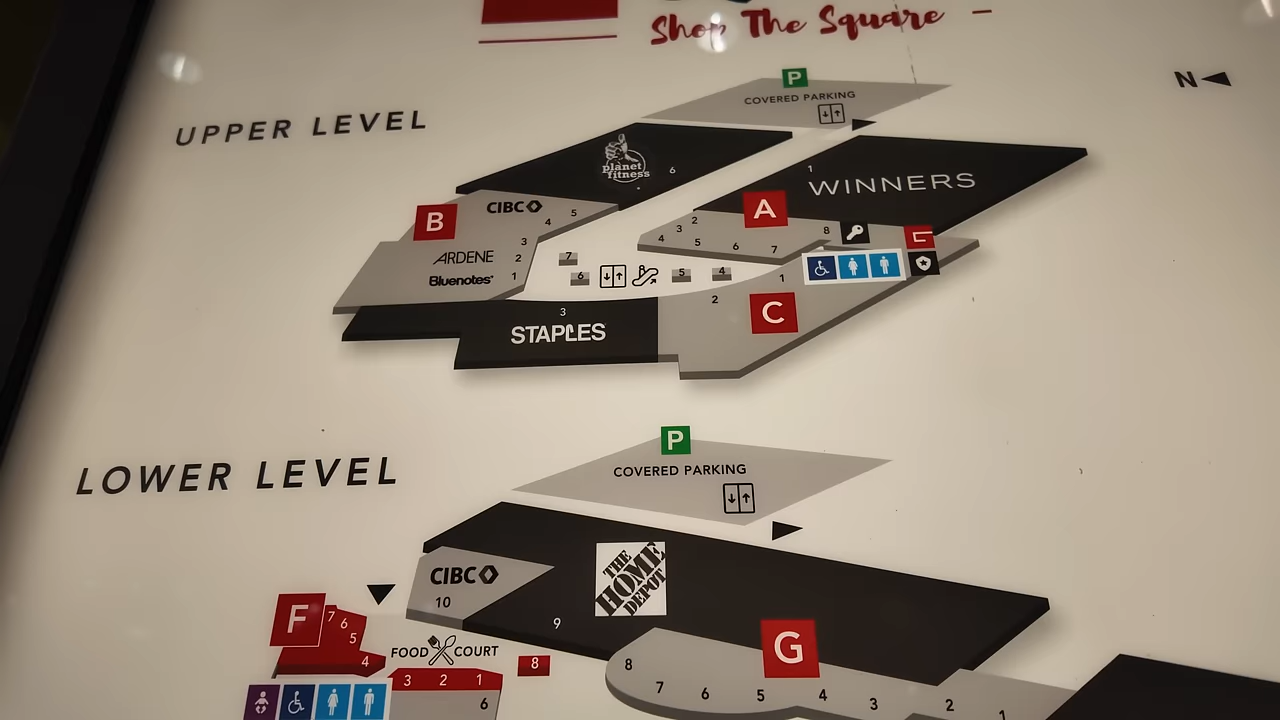 Shop The Square
N
UPPER LEVEL
P
COVERED PARKING
planet fitness
6
1
WINNERS
B
CIBC
5
4
A
2
3
4
5
6
7
8
ARDENE
3
2
Bluenotes
1
7
6
5
4
1
2
C
3
STAPLES
LOWER LEVEL
P
COVERED PARKING
CIBC
10
THE HOME DEPOT
9
F
7
6
5
4
FOOD COURT
8
3 2 1
6
G
8
7
6
5
4
3
2
1